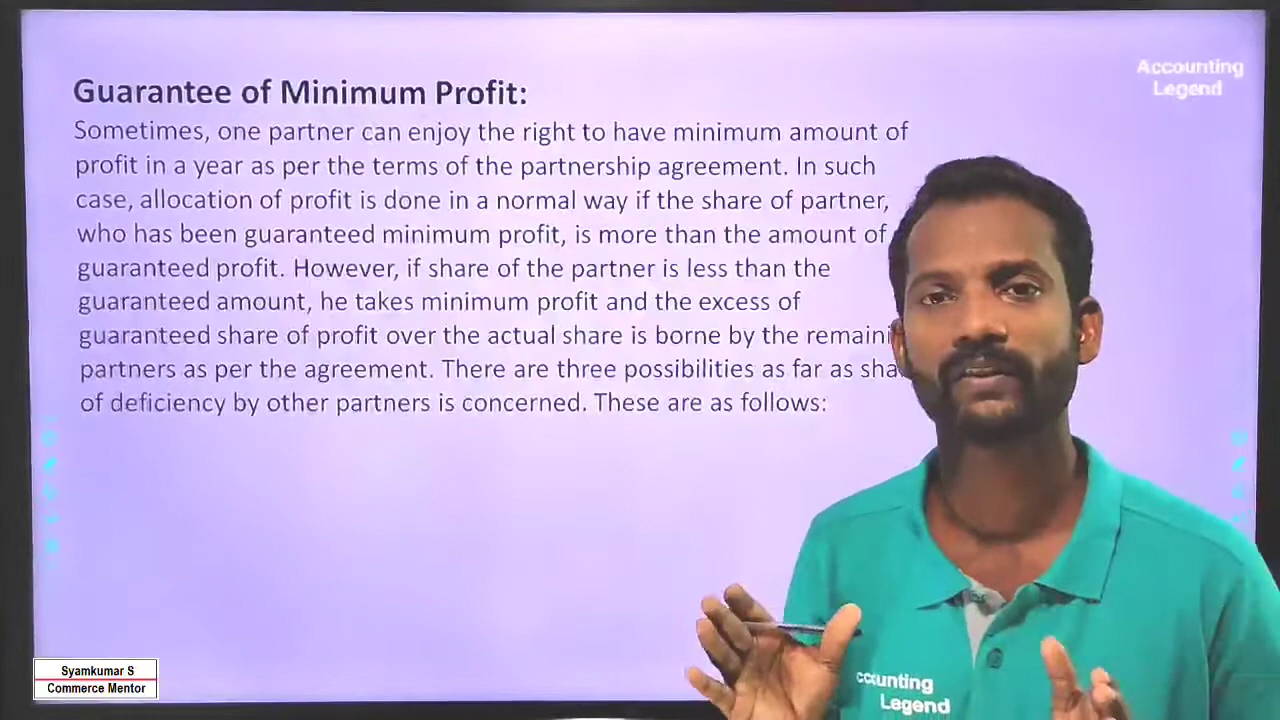 Guarantee of Minimum Profit:
Sometimes, one partner can enjoy the right to have minimum amount of
profit in a year as per the terms of the partnership agreement. In such
case, allocation of profit is done in a normal way if the share of partner,
who has been guaranteed minimum profit, is more than the amount of
guaranteed profit. However, if share of the partner is less than the
guaranteed amount, he takes minimum profit and the excess of
guaranteed share of profit over the actual share is borne by the remaini
partners as per the agreement. There are three possibilities as far as sha
of deficiency by other partners is concerned. These are as follows:
Accounting
Legend
ccounting
Legend
Syamkumar S
Commerce Mentor